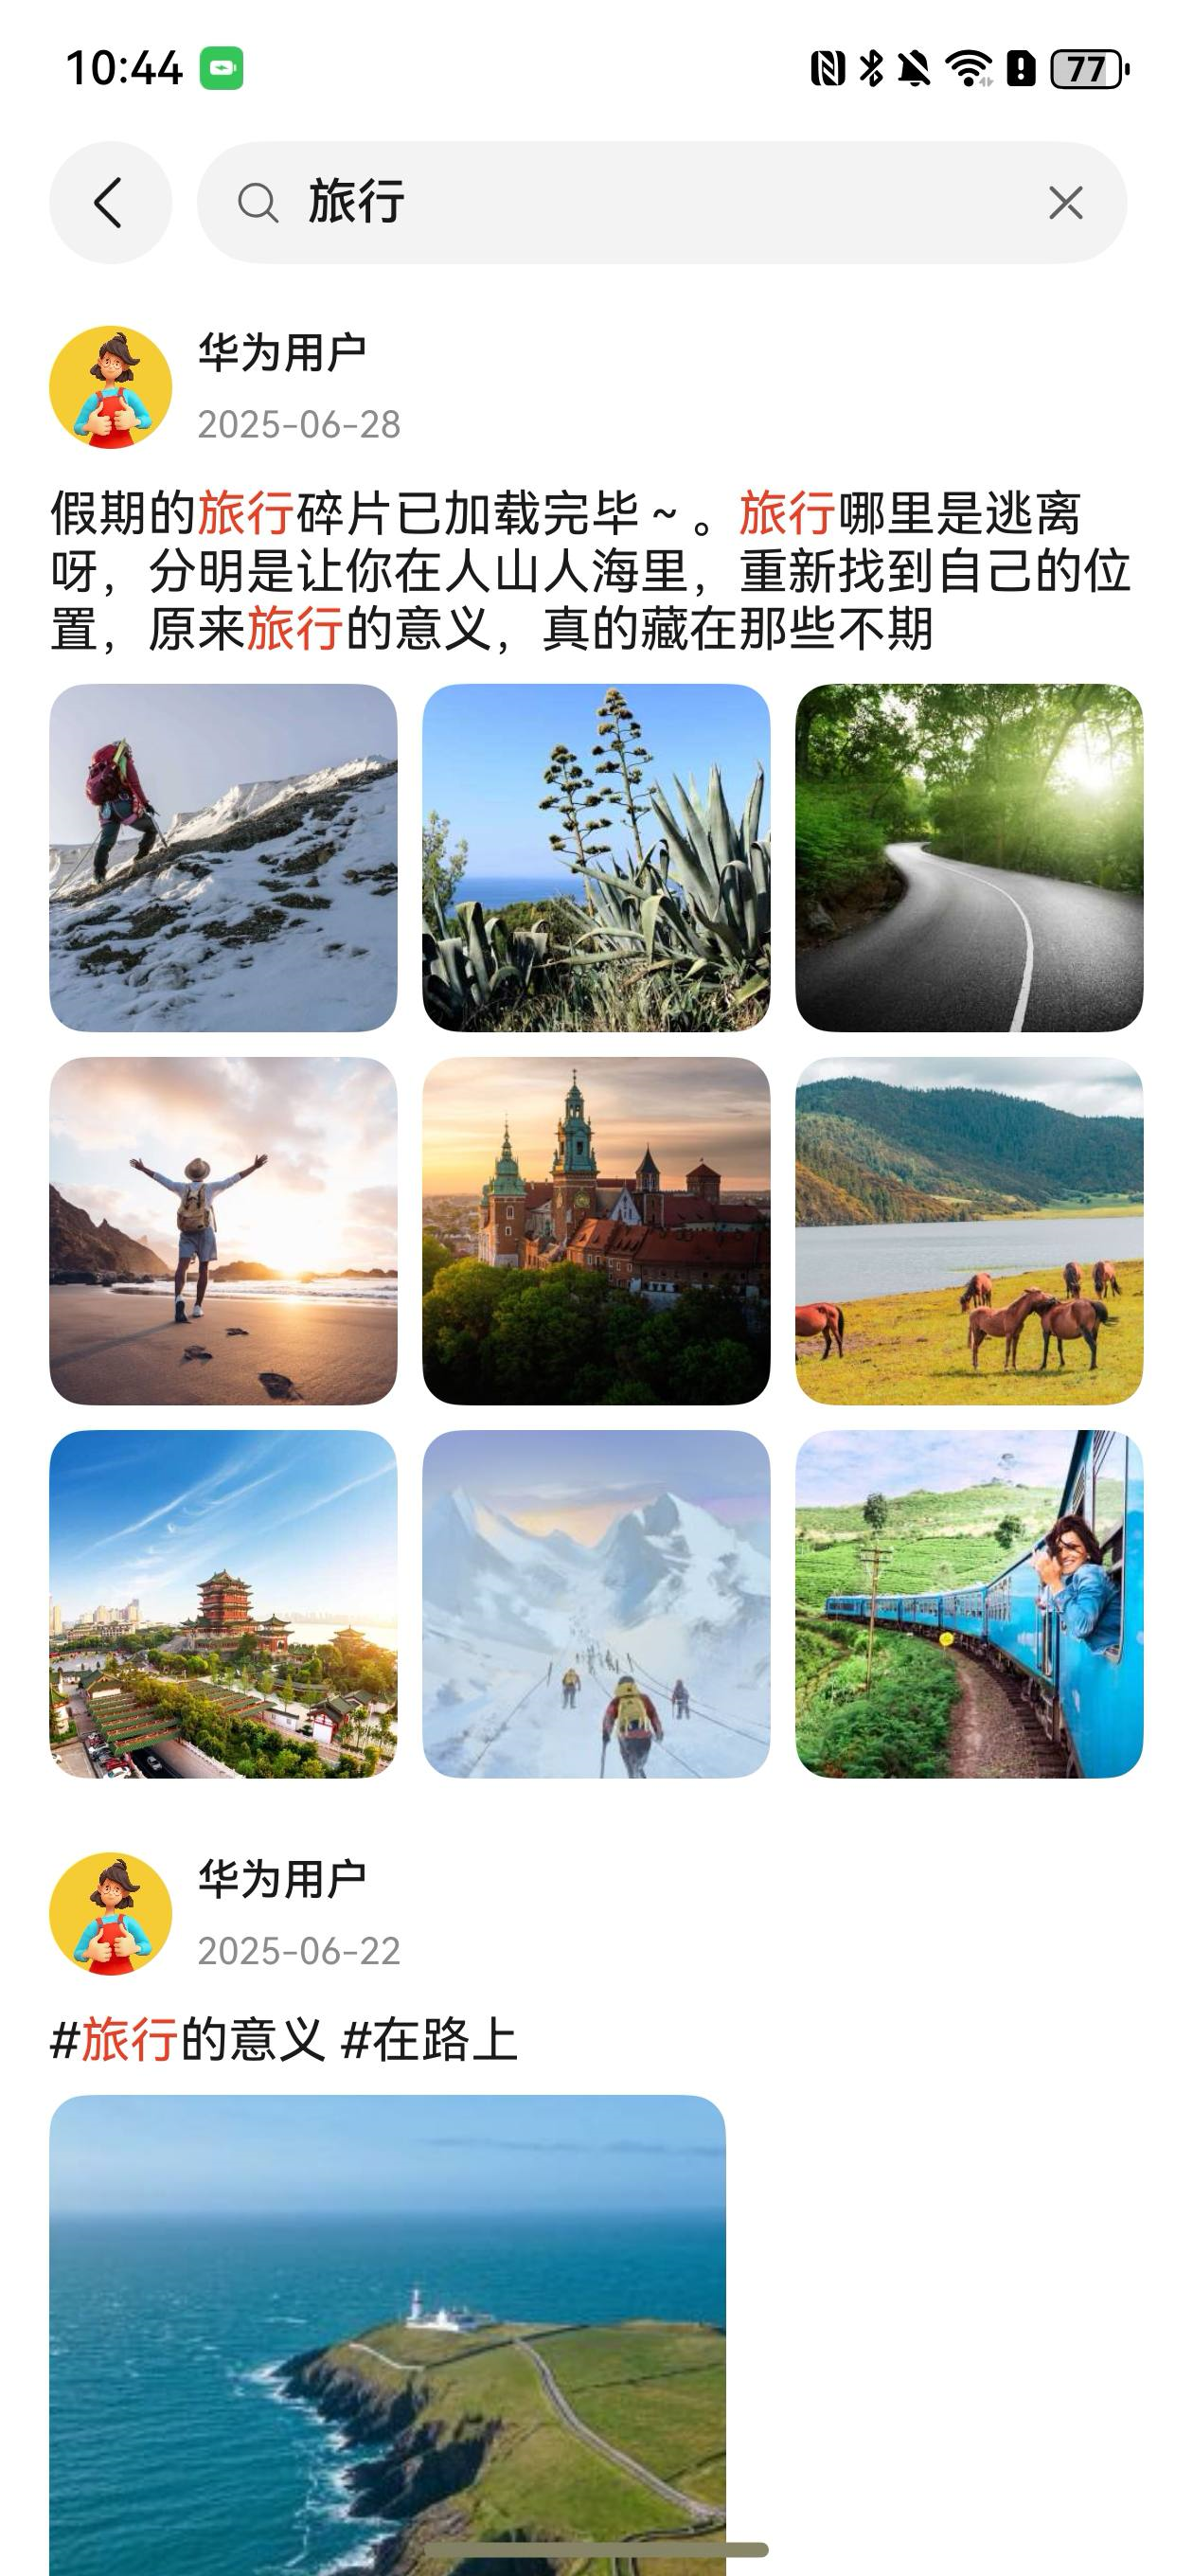 10:44
77
旅行
华为用户
2025-06-28
假期的旅行碎片已加载完毕 ~ 。旅行哪里是逃离
呀，分明是让你在人山人海里，重新找到自己的位
置，原来旅行的意义，真的藏在那些不期
华为用户
2025-06-22
#旅行的意义 #在路上